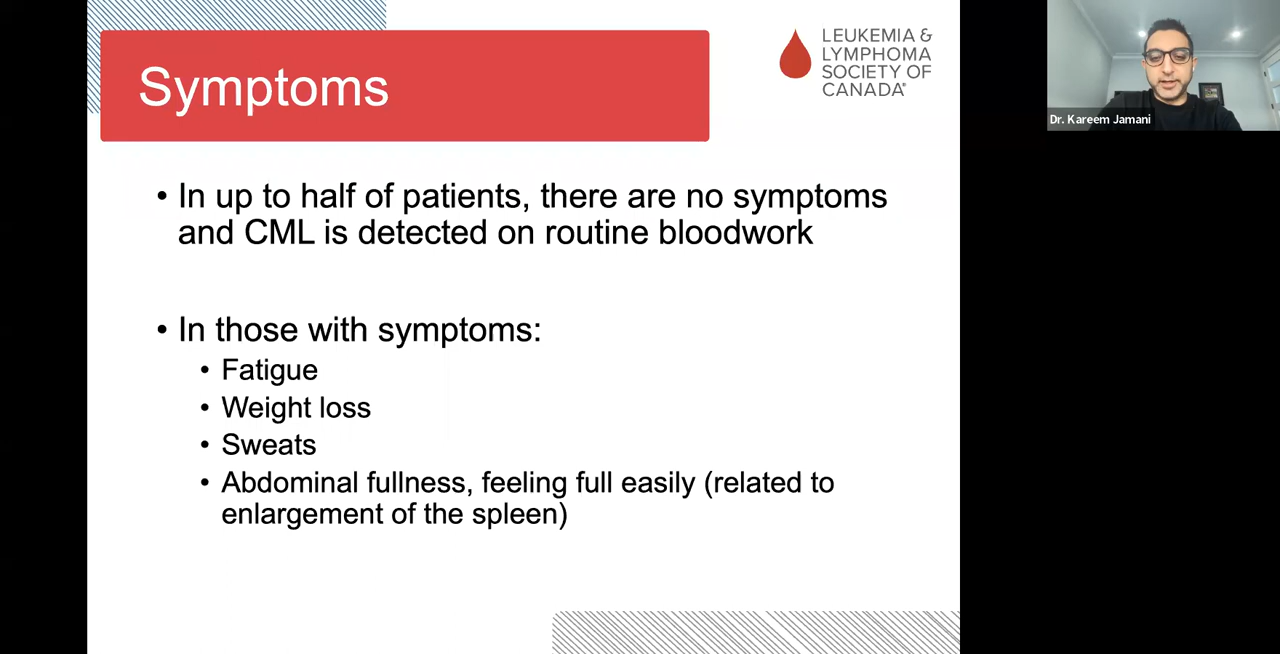 Symptoms
LEUKEMIA &
LYMPHOMA
SOCIETY OF
CANADA®
Dr. Kareem Jamani
• In up to half of patients, there are no symptoms
and CML is detected on routine bloodwork
• In those with symptoms:
• Fatigue
• Weight loss
• Sweats
• Abdominal fullness, feeling full easily (related to
enlargement of the spleen)